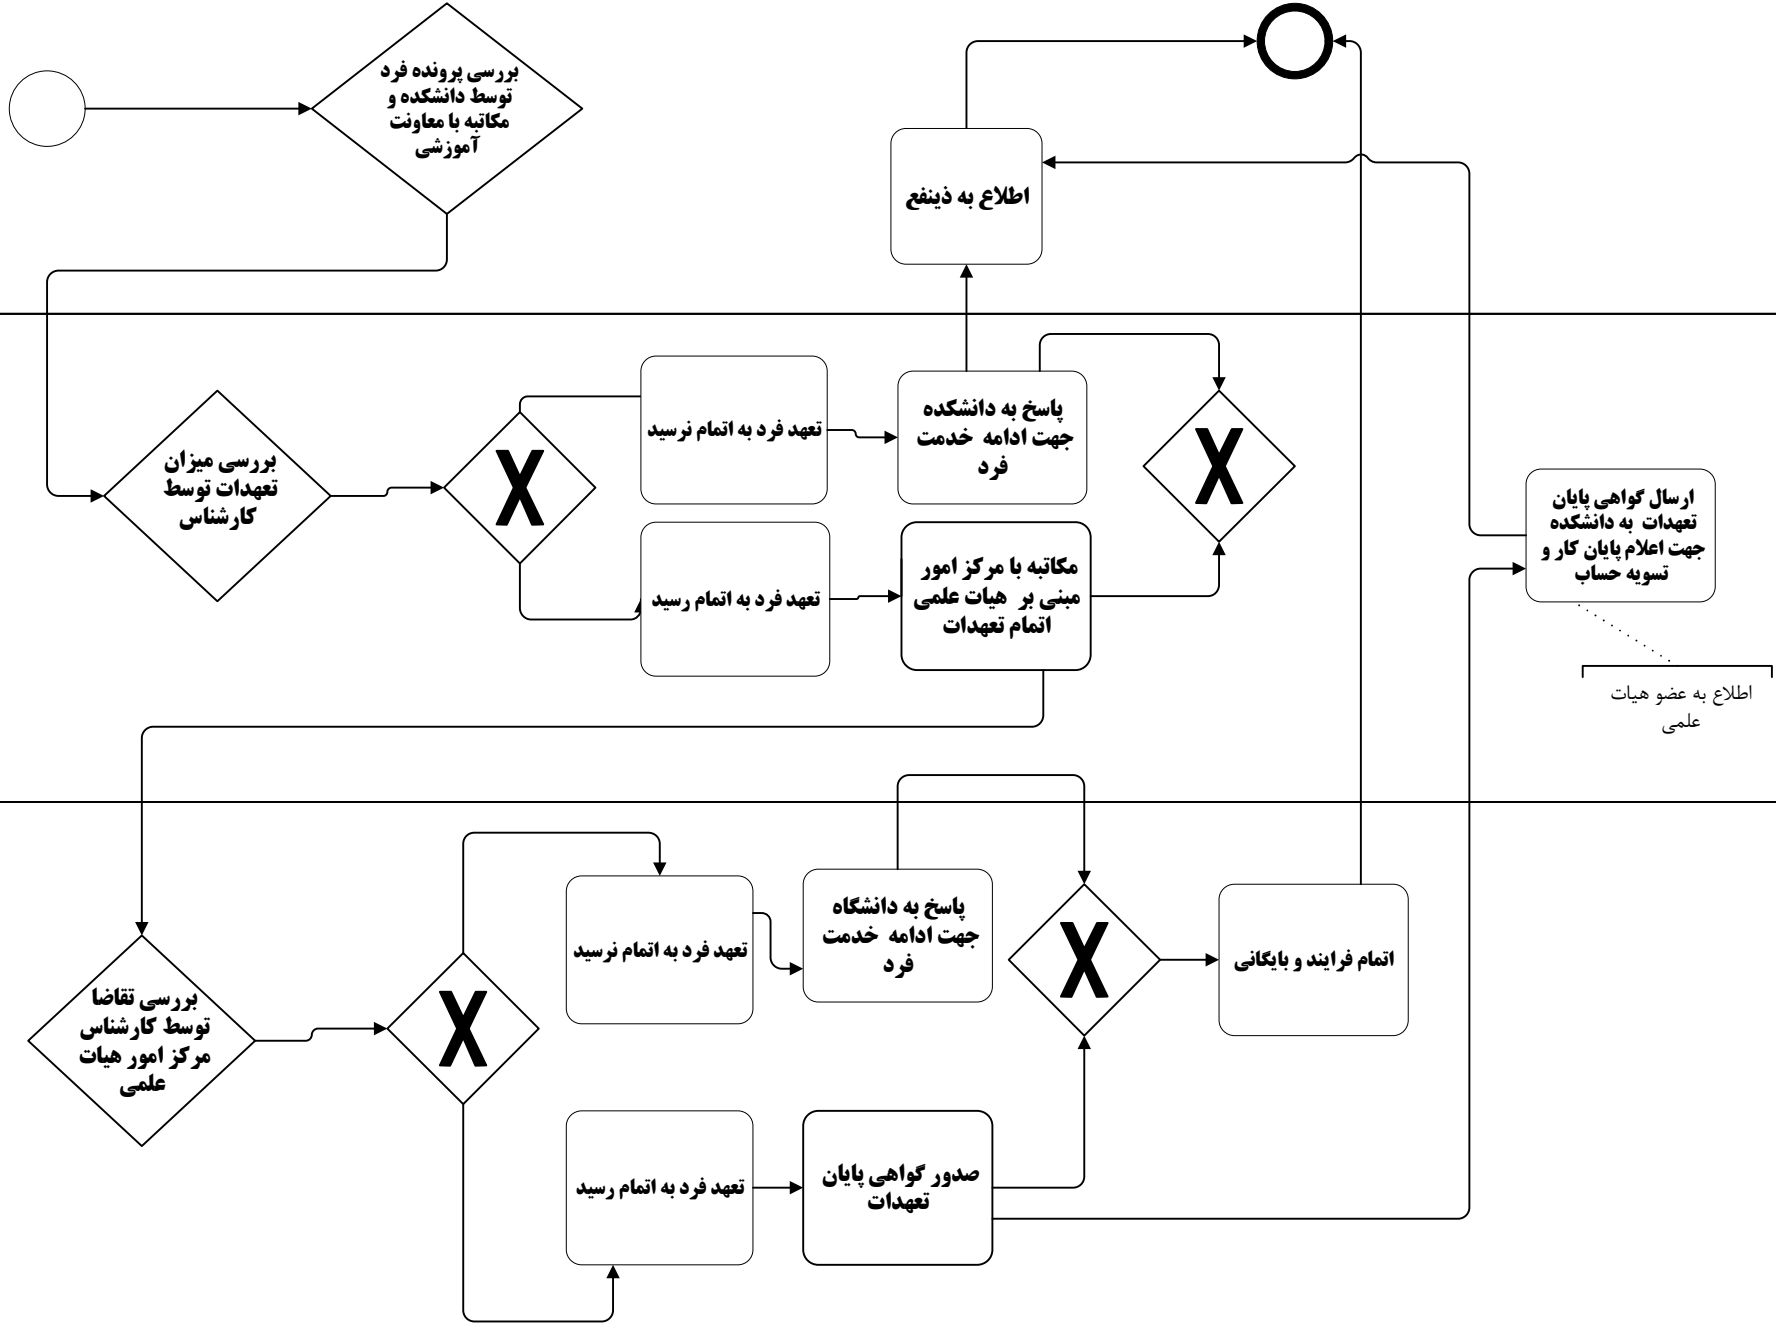 بررسی پرونده فرد
توسط دانشکده و
مکاتبه با معاونت
آموزشی
اطلاع به ذینفع
بررسی میزان
تعهدات توسط
کارشناس
X
تعهد فرد به اتمام نرسید
پاسخ به دانشکده
جهت ادامه خدمت
فرد
X
تعهد فرد به اتمام رسید
مکاتبه با مرکز امور
مبنی بر هیات علمی
اتمام تعهدات
ارسال گواهی پایان
تعهدات به دانشکده
جهت اعلام پایان کار و
تسویه حساب
اطلاع به عضو هیات
علمی
بررسی تقاضا
توسط کارشناس
مرکز امور هیات
علمی
X
تعهد فرد به اتمام نرسید
پاسخ به دانشگاه
جهت ادامه خدمت
فرد
X
اتمام فرایند و بایگانی
تعهد فرد به اتمام رسید
صدور گواهی پایان
تعهدات